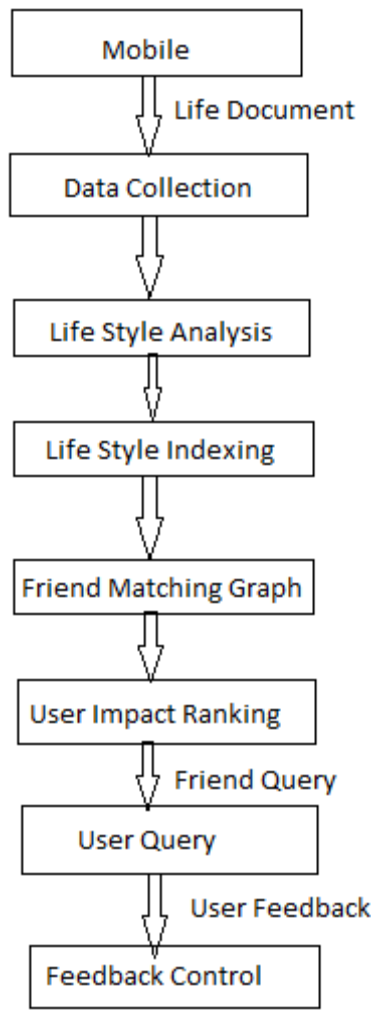 Mobile
Life Document
Data Collection
Life Style Analysis
Life Style Indexing
Friend Matching Graph
User Impact Ranking
Friend Query
User Query
User Feedback
Feedback Control